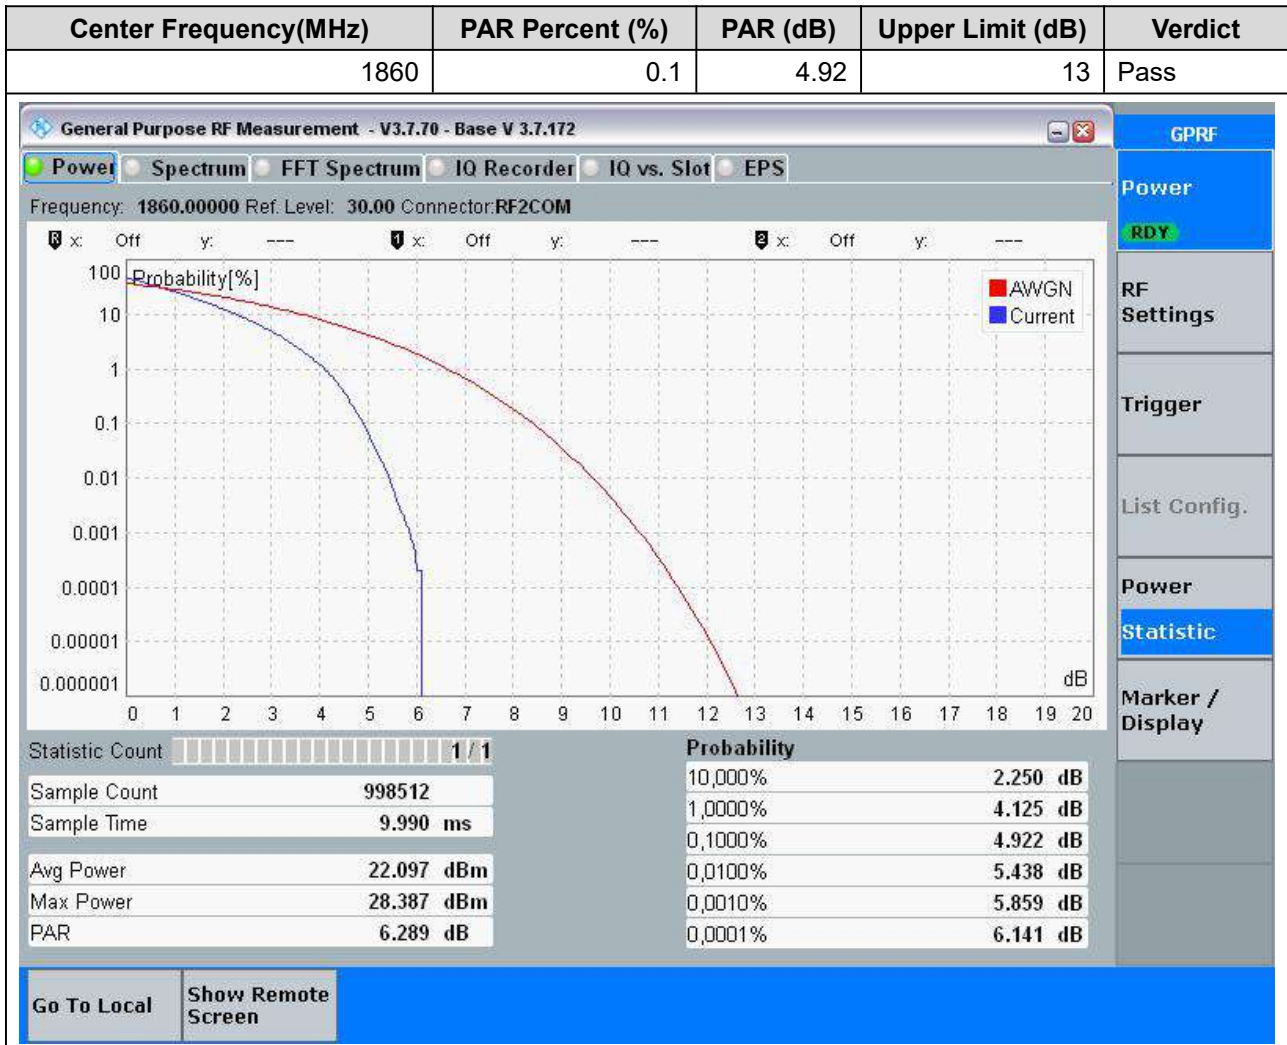 Center Frequency(MHz) PAR Percent (%) PAR (dB) Upper Limit (dB) Verdict
1860 0.1 4.92 13 Pass
General Purpose RF Measurement - V3.7.70 - Base V 3.7.172
GPRF
Power Spectrum FFT Spectrum IQ Recorder IQ vs. Slot EPS
Frequency: 1860.00000 Ref. Level: 30.00 Connector:RF2COM
R x: Off y: --- 1 x: Off y: --- 2 x: Off y: ---
Probability[%]
AWGN
Current
100
10
1
0.1
0.01
0.001
0.0001
0.00001
0.000001
dB
0 1 2 3 4 5 6 7 8 9 10 11 12 13 14 15 16 17 18 19 20
Statistic Count 1 / 1
Sample Count 998512
Sample Time 9.990 ms
Avg Power 22.097 dBm
Max Power 28.387 dBm
PAR 6.289 dB
Probability
10,000% 2.250 dB
1,0000% 4.125 dB
0,1000% 4.922 dB
0,0100% 5.438 dB
0,0010% 5.859 dB
0,0001% 6.141 dB
Power
RDY
RF
Settings
Trigger
List Config.
Power
Statistic
Marker /
Display
Go To Local
Show Remote
Screen